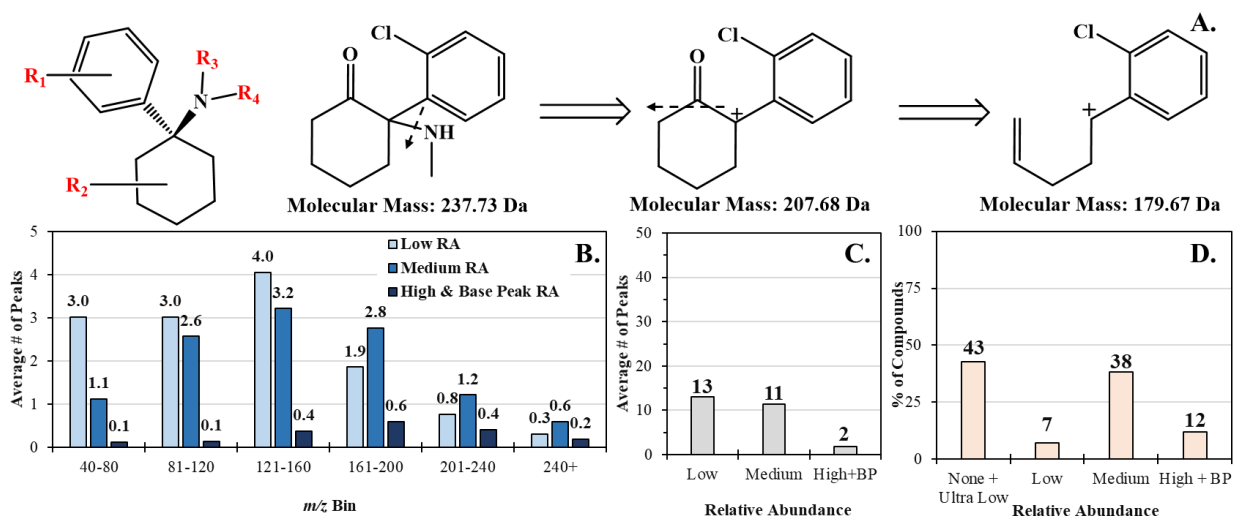 A.
R1
R3
N
R4
R2
O
Cl
NH
Molecular Mass: 237.73 Da
O
Cl
+
Molecular Mass: 207.68 Da
Cl
+
Molecular Mass: 179.67 Da
B.
Average # of Peaks
5
4
3
2
1
0
Low RA
Medium RA
High & Base Peak RA
3.0
1.1
0.1
3.0
2.6
0.1
4.0
3.2
0.4
1.9
2.8
0.6
0.8
1.2
0.4
0.3
0.6
0.2
40-80
81-120
121-160
161-200
201-240
240+
m/z Bin
C.
Average # of Peaks
50
40
30
20
10
0
13
11
2
Low
Medium
High+BP
Relative Abundance
D.
% of Compounds
100
75
50
25
0
43
7
38
12
None +
Ultra Low
Low
Medium
High + BP
Relative Abundance